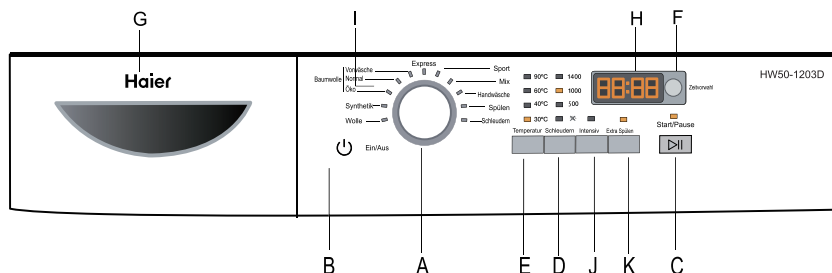 G
I
H
F
Haier
Vorwäsche
Baumwolle
Normal
Öko
Synthetik
Wolle
Express
Sport
Mix
Handwäsche
Spülen
Schleudern
Ein/Aus
90°C
1400
60°C
1000
40°C
500
30°C
88:88
Zeitvorwahl
HW50-1203D
Temperatur
Schleudern
Intensiv
Extra Spülen
Start/Pause
B
A
E
D
J
K
C